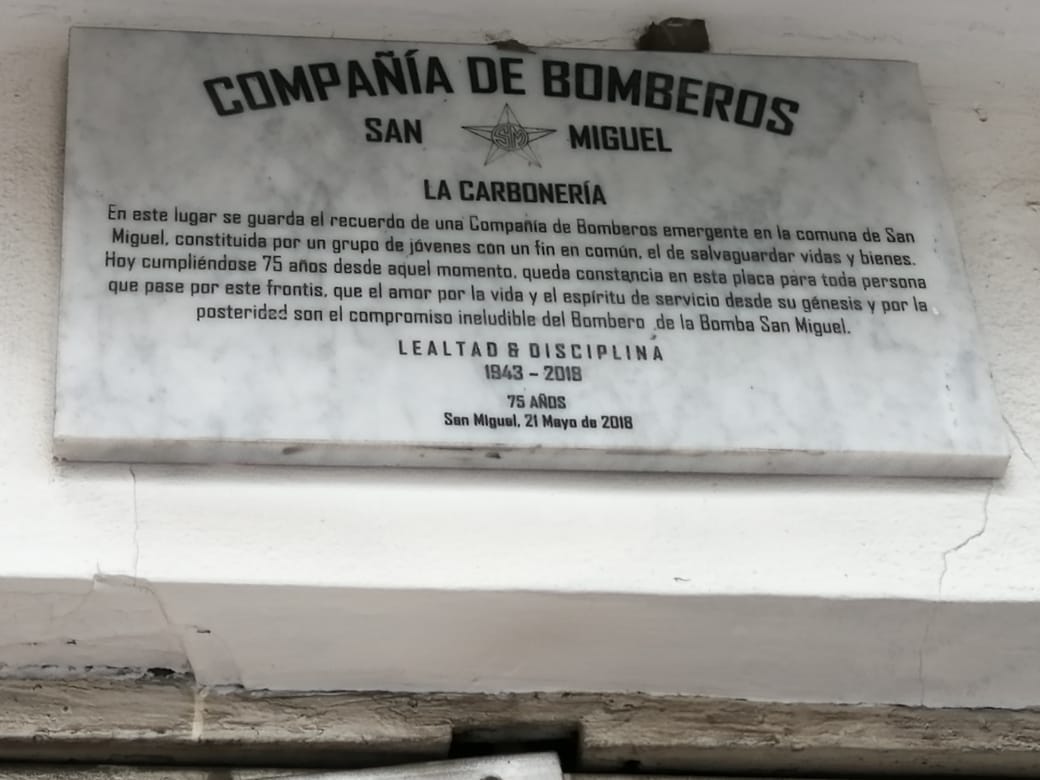 COMPAÑÍA DE BOMBEROS
SAN SM MIGUEL
LA CARBONERÍA
En este lugar se guarda el recuerdo de una Compañía de Bomberos emergente en la comuna de San
Miguel, constituida por un grupo de jóvenes con un fin en común, el de salvaguardar vidas y bienes.
Hoy cumpliéndose 75 años desde aquel momento, queda constancia en esta placa para toda persona
que pase por este frontis, que el amor por la vida y el espíritu de servicio desde su génesis y por la
posteridad son el compromiso ineludible del Bombero de la Bomba San Miguel.
LEALTAD & DISCIPLINA
1943 - 2018
75 AÑOS
San Miguel, 21 Mayo de 2018